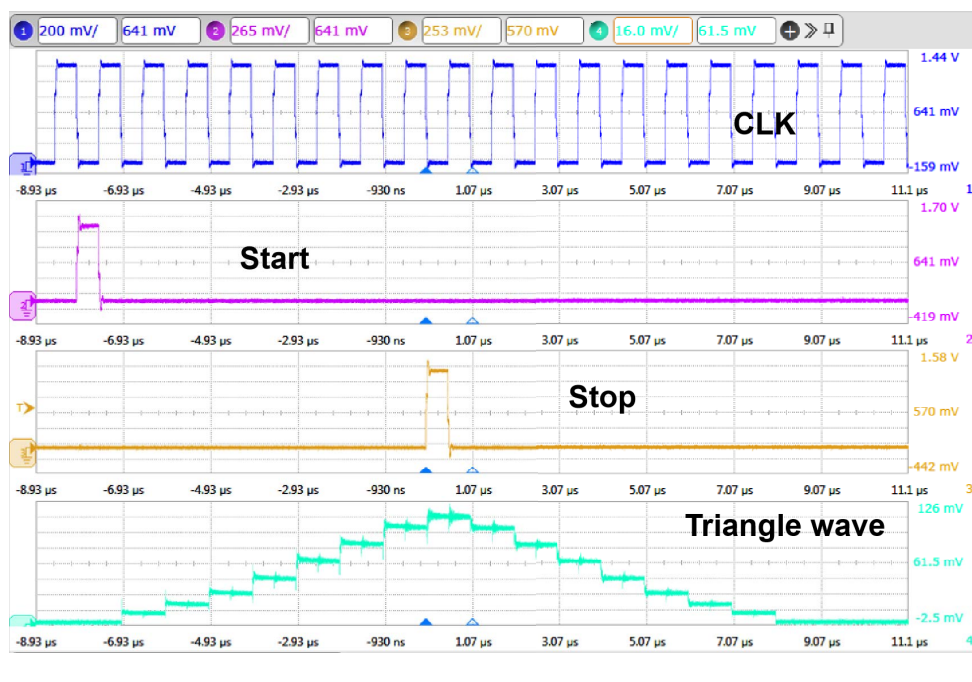 1 200 mV/ 641 mV 2 265 mV/ 641 mV 3 253 mV/ 570 mV 4 16.0 mV/ 61.5 mV
1.44 V
CLK
641 mV
-159 mV
-8.93 µs -6.93 µs -4.93 µs -2.93 µs -930 ns 1.07 µs 3.07 µs 5.07 µs 7.07 µs 9.07 µs 11.1 µs 1
1.70 V
Start
641 mV
-419 mV
-8.93 µs -6.93 µs -4.93 µs -2.93 µs -930 ns 1.07 µs 3.07 µs 5.07 µs 7.07 µs 9.07 µs 11.1 µs 2
1.58 V
Stop
T 570 mV
-442 mV
-8.93 µs -6.93 µs -4.93 µs -2.93 µs -930 ns 1.07 µs 3.07 µs 5.07 µs 7.07 µs 9.07 µs 11.1 µs 3
126 mV
Triangle wave
61.5 mV
-2.5 mV
-8.93 µs -6.93 µs -4.93 µs -2.93 µs -930 ns 1.07 µs 3.07 µs 5.07 µs 7.07 µs 9.07 µs 11.1 µs 4